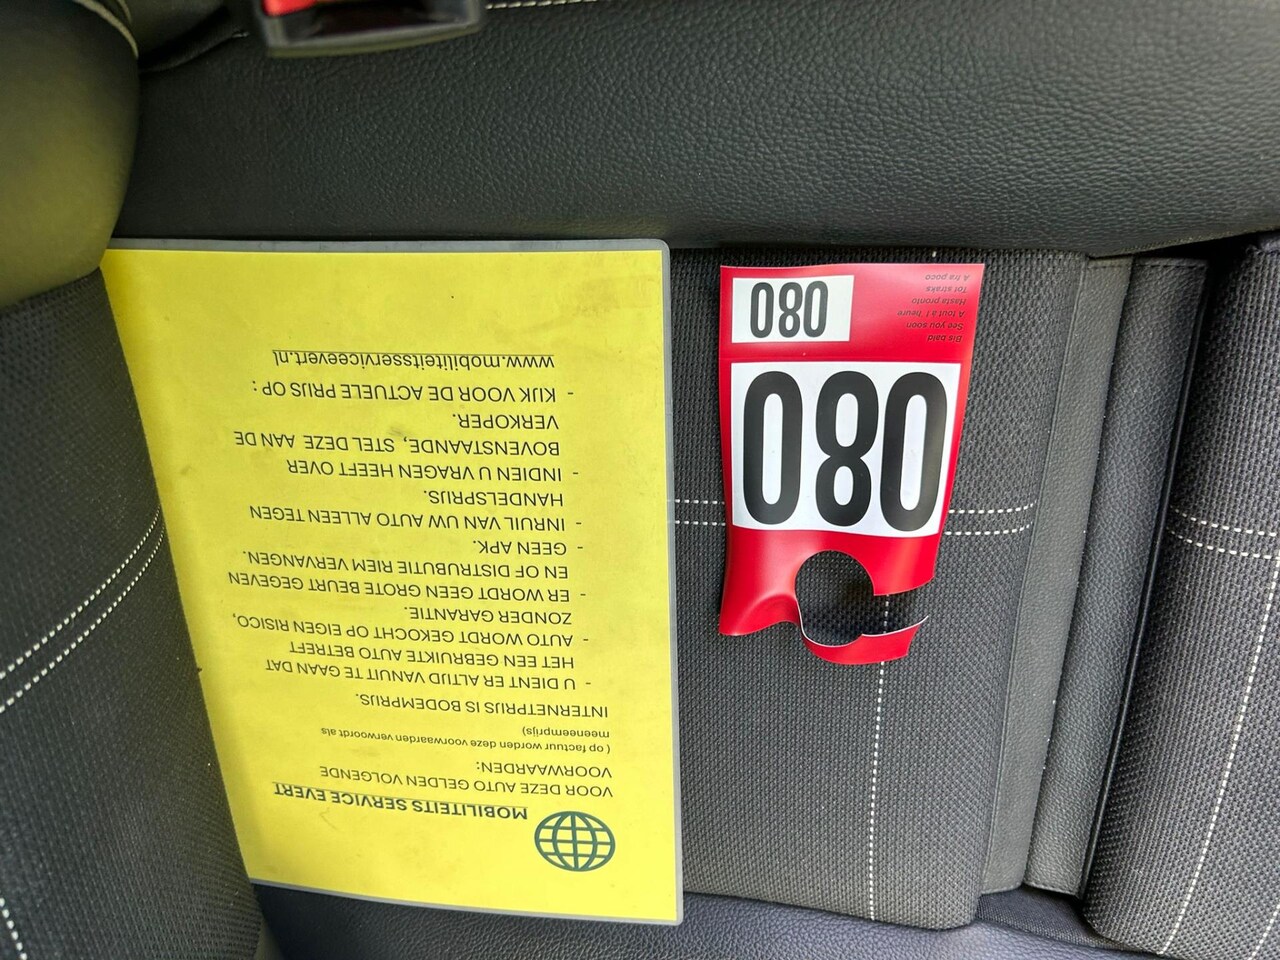 MOBILITEITS SERVICE EVERT
VOOR DEZE AUTO GELDEN VOLGENDE
VOORWAARDEN:
( op factuur worden deze voorwaarden verwoordt als
meeneemprijs)
INTERNETPRIJS IS BODEMPRIJS.
- U DIENT ER ALTIJD VANUIT TE GAAN DAT
HET EEN GEBRUIKTE AUTO BETREFT
- AUTO WORDT GEKOCHT OP EIGEN RISICO,
ZONDER GARANTIE.
- ER WORDT GEEN GROTE BEURT GEGEVEN
EN OF DISTRUBUTIE RIEM VERVANGEN.
- GEEN APK.
- INRUIL VAN UW AUTO ALLEEN TEGEN
HANDELSPRIJS.
- INDIEN U VRAGEN HEEFT OVER
BOVENSTAANDE, STEL DEZE AAN DE
VERKOPER.
- KIJK VOOR DE ACTUELE PRIJS OP :
www.mobiliteitsserviceevert.nl
080
Bis bald
See you soon
A tout à l'heure
Hasta pronto
Tot straks
A fra poco
080